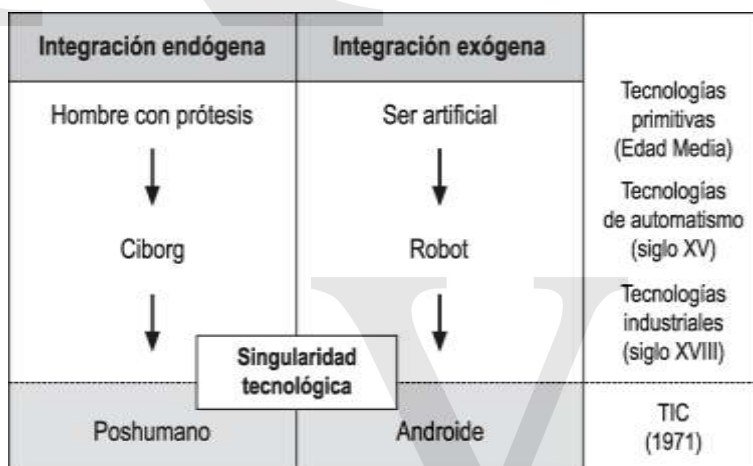 Integración endógena
Integración exógena
Hombre con prótesis
Ser artificial
Tecnologías
primitivas
(Edad Media)
Tecnologías
de automatismo
(siglo XV)
Ciborg
Robot
Tecnologías
industriales
(siglo XVIII)
Singularidad
tecnológica
Poshumano
Androide
TIC
(1971)